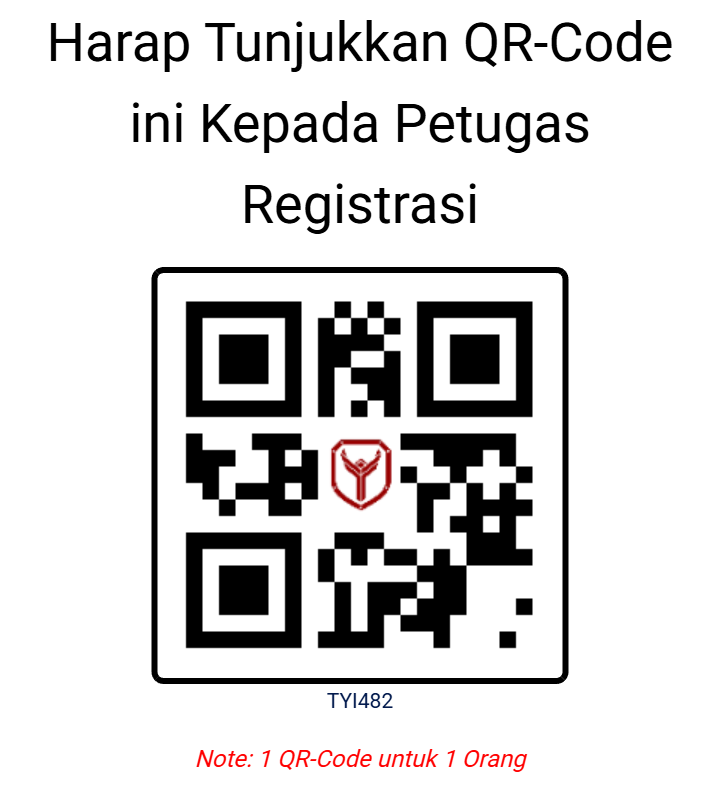 Harap Tunjukkan QR-Code
ini Kepada Petugas
Registrasi
TYI482
Note: 1 QR-Code untuk 1 Orang